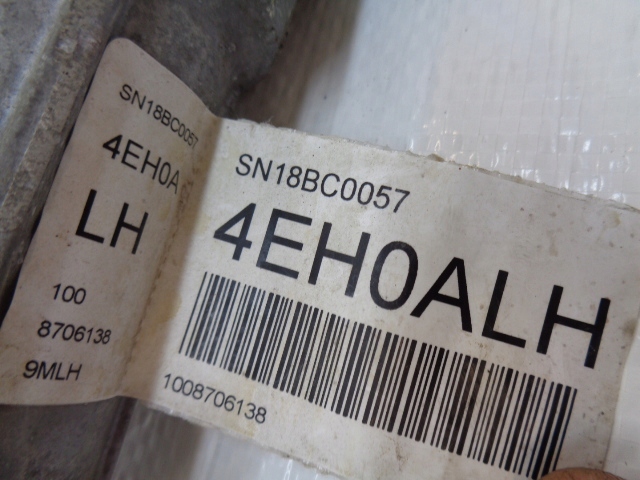 SN18BC0057
4EH0A
LH
100
8706138
9MLH
SN18BC0057
4EH0ALH
1008706138